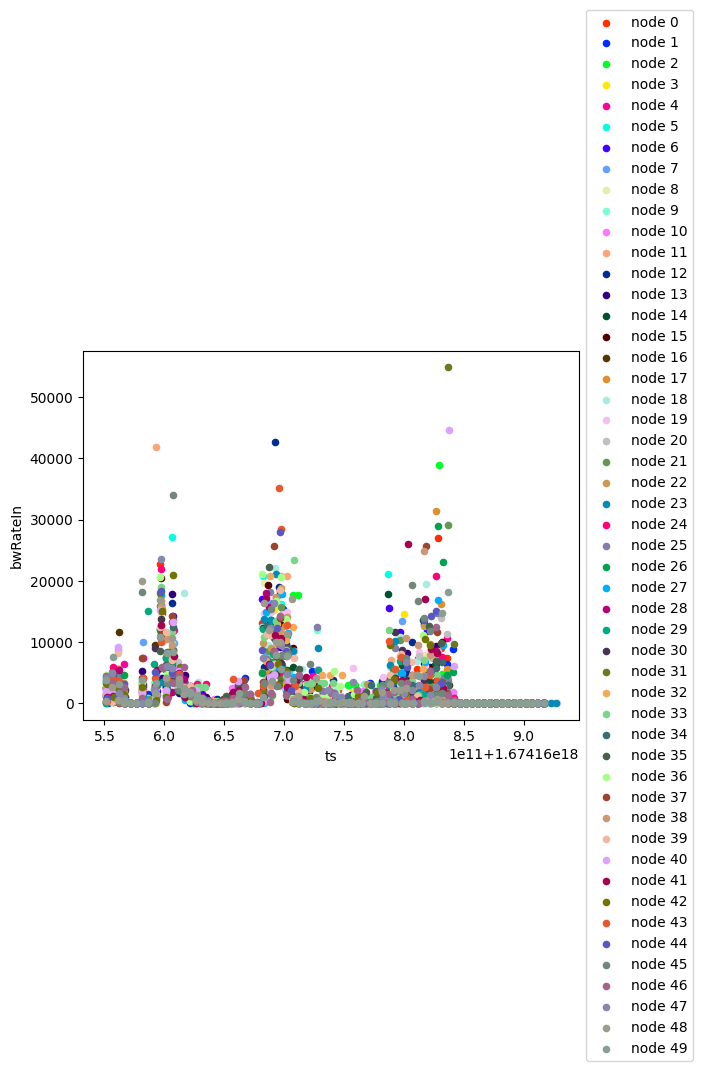 node 0
node 1
node 2
node 3
node 4
node 5
node 6
node 7
node 8
node 9
node 10
node 11
node 12
node 13
node 14
node 15
node 16
node 17
node 18
node 19
node 20
node 21
node 22
node 23
node 24
node 25
node 26
node 27
node 28
node 29
node 30
node 31
node 32
node 33
node 34
node 35
node 36
node 37
node 38
node 39
node 40
node 41
node 42
node 43
node 44
node 45
node 46
node 47
node 48
node 49
bwRateIn
50000
40000
30000
20000
10000
0
5.5 6.0 6.5 7.0 7.5 8.0 8.5 9.0
ts
1e11+1.67416e18